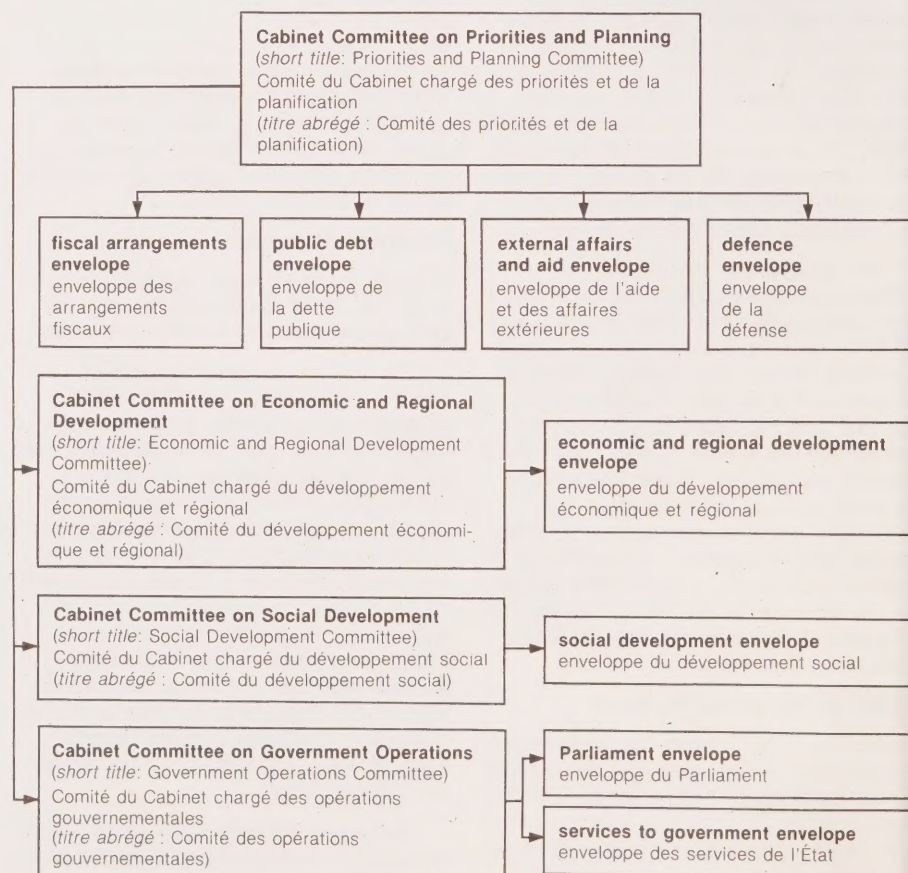 Cabinet Committee on Priorities and Planning
(short title: Priorities and Planning Committee)
Comité du Cabinet chargé des priorités et de la
planification
(titre abrégé : Comité des priorités et de la
planification)
fiscal arrangements
envelope
enveloppe des
arrangements
fiscaux
public debt
envelope
enveloppe de
la dette
publique
external affairs
and aid envelope
enveloppe de l'aide
et des affaires
extérieures
defence
envelope
enveloppe
de la
défense
Cabinet Committee on Economic and Regional
Development
(short title: Economic and Regional Development
Committee)
Comité du Cabinet chargé du développement
économique et régional
(titre abrégé : Comité du développement économi-
que et régional)
economic and regional development
envelope
enveloppe du développement
économique et régional
Cabinet Committee on Social Development
(short title: Social Development Committee)
Comité du Cabinet chargé du développement social
(titre abrégé : Comité du développement social)
social development envelope
enveloppe du développement social
Cabinet Committee on Government Operations
(short title: Government Operations Committee)
Comité du Cabinet chargé des opérations
gouvernementales
(titre abrégé : Comité des opérations
gouvernementales)
Parliament envelope
enveloppe du Parlement
services to government envelope
enveloppe des services de l'État